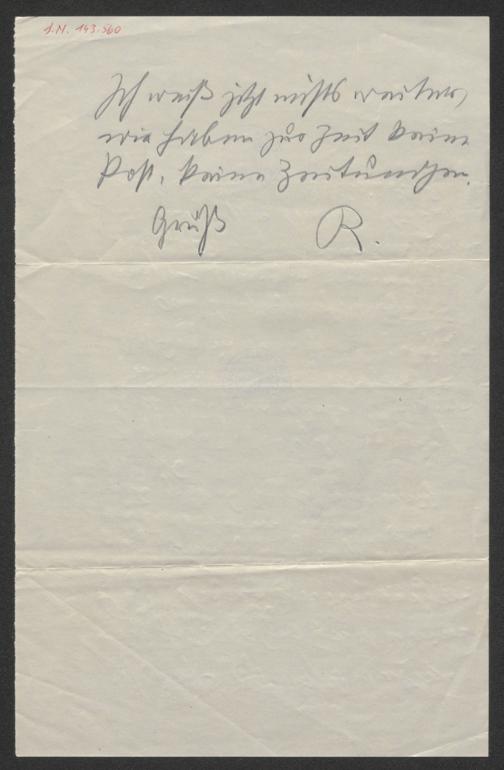 J.N. 143.560
Ich weiß jetzt nichts weiter,
wir haben zur Zeit keine
Post, keine Zeitungen.
Gruß R.